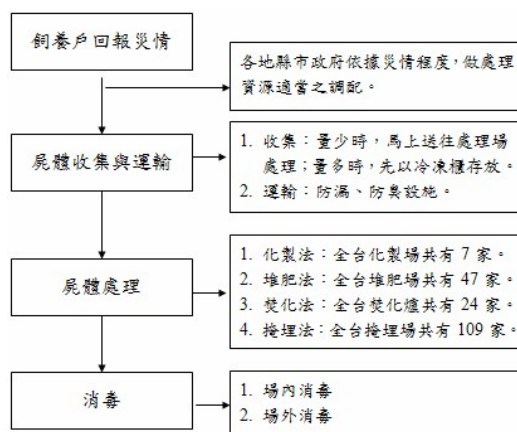 飼養戶回報災情
各地縣市政府依據災情程度，做處理
資源適當之調配。
屍體收集與運輸
1. 收集：量少時，馬上送往處理場
處理；量多時，先以冷凍櫃存放。
2. 運輸：防漏、防臭設施。
屍體處理
1. 化製法：全台化製場共有 7 家。
2. 堆肥法：全台堆肥場共有 47 家。
3. 焚化法：全台焚化爐共有 24 家。
4. 掩埋法：全台掩埋場共有 109 家。
消毒
1. 場內消毒
2. 場外消毒